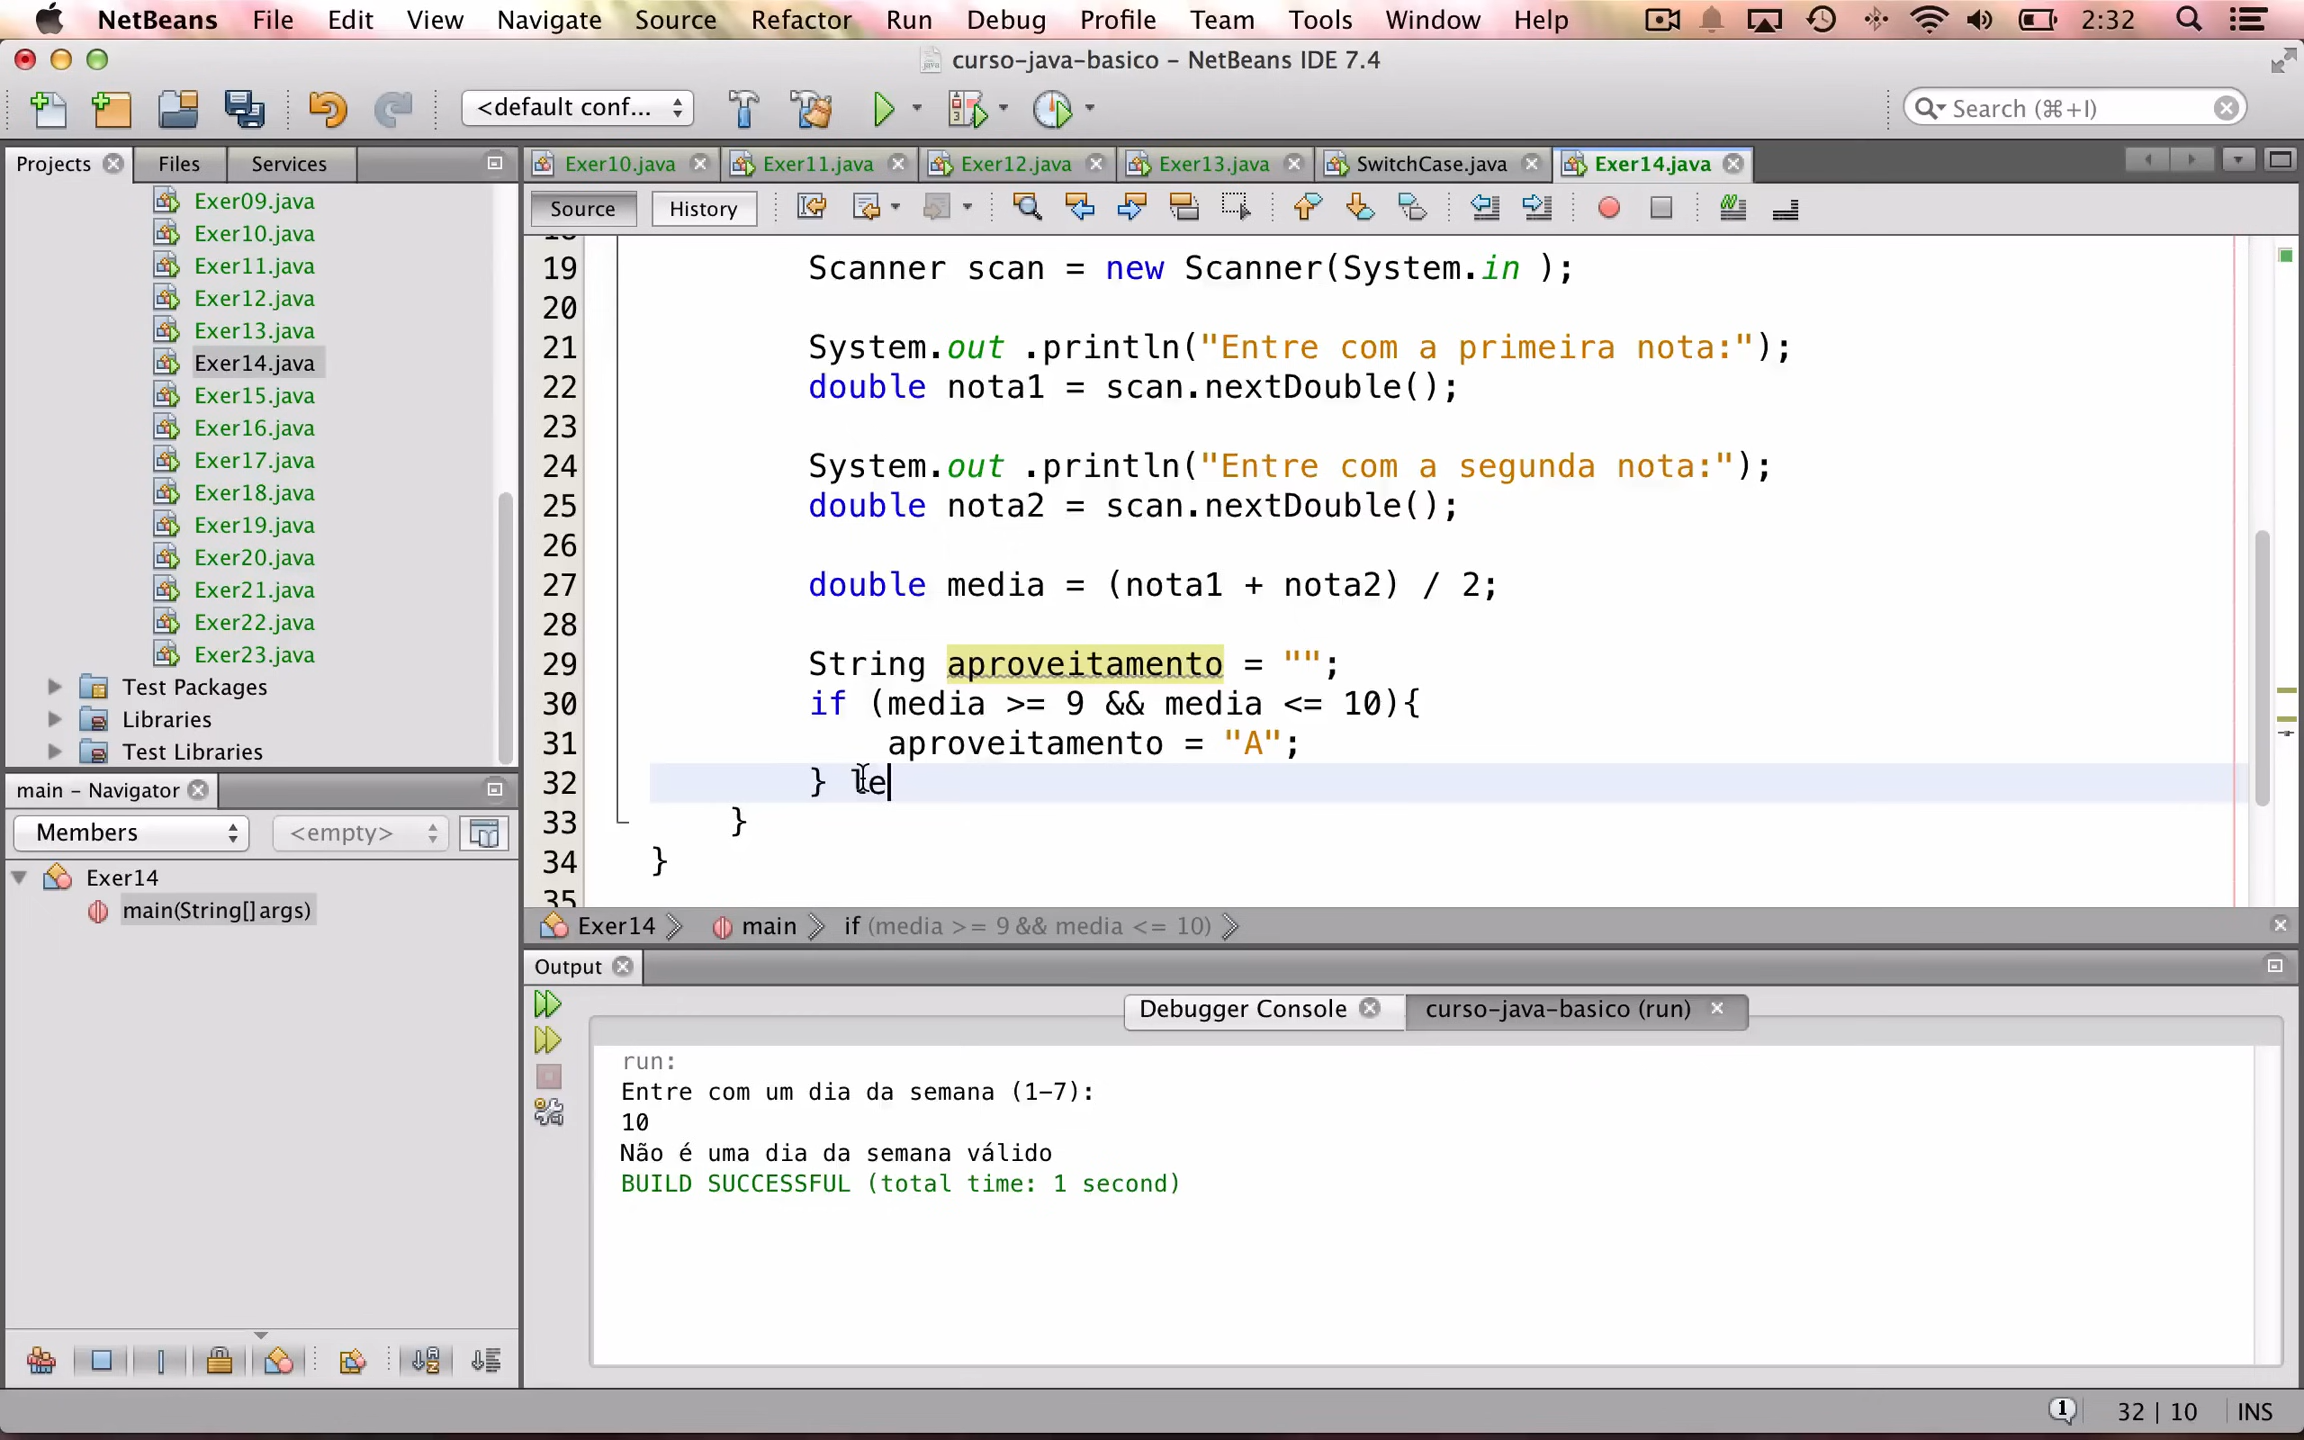 NetBeans File Edit View Navigate Source Refactor Run Debug Profile Team Tools Window Help 2:32
curso-java-basico – NetBeans IDE 7.4
<default conf... Search (⌘+I)
Projects Files Services
Exer10.java Exer11.java Exer12.java Exer13.java SwitchCase.java Exer14.java
Source History
Exer09.java
Exer10.java
Exer11.java
Exer12.java
Exer13.java
Exer14.java
Exer15.java
Exer16.java
Exer17.java
Exer18.java
Exer19.java
Exer20.java
Exer21.java
Exer22.java
Exer23.java
Test Packages
Libraries
Test Libraries
19 Scanner scan = new Scanner(System.in );
20
21 System.out .println("Entre com a primeira nota:");
22 double nota1 = scan.nextDouble();
23
24 System.out .println("Entre com a segunda nota:");
25 double nota2 = scan.nextDouble();
26
27 double media = (nota1 + nota2) / 2;
28
29 String aproveitamento = "";
30 if (media >= 9 && media <= 10){
31 aproveitamento = "A";
32 } le
33 }
34 }
35
Exer14 main if (media >= 9 && media <= 10)
main – Navigator
Members <empty>
Exer14
main(String[] args)
Output
Debugger Console curso-java-basico (run)
run:
Entre com um dia da semana (1-7):
10
Não é uma dia da semana válido
BUILD SUCCESSFUL (total time: 1 second)
1 32 | 10 INS